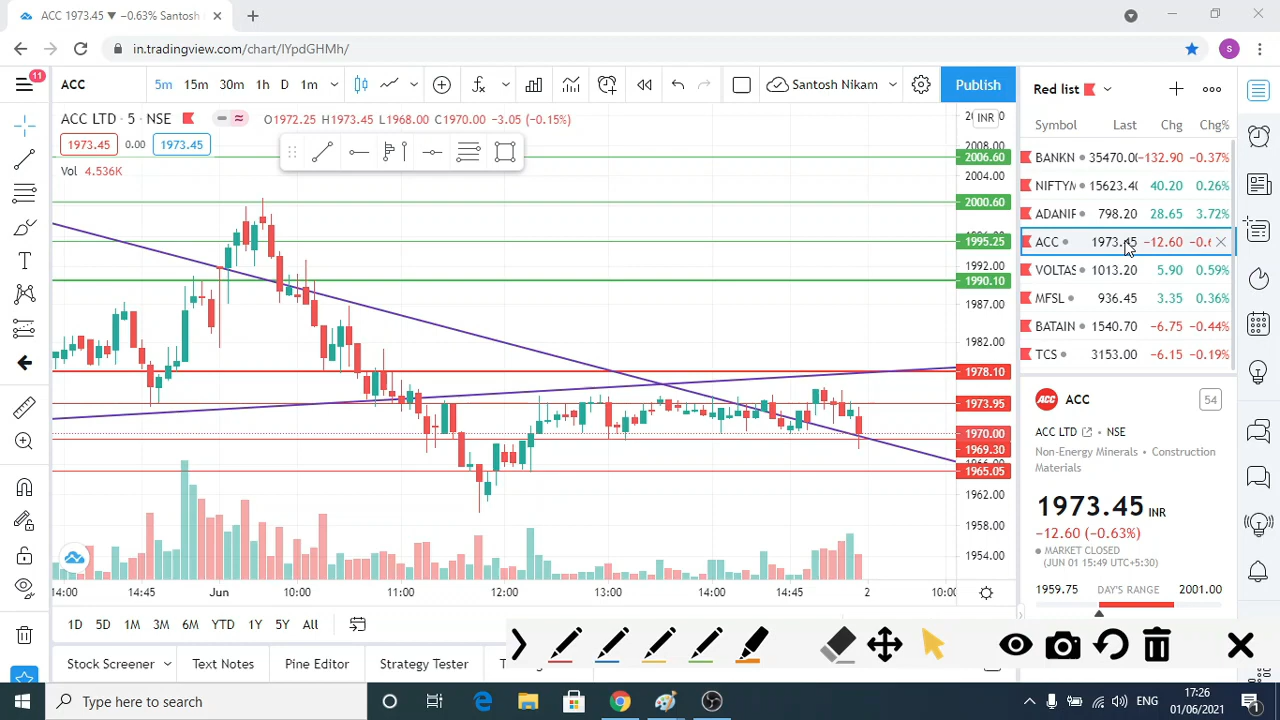 ACC 1973.45 ▼ −0.63% Santosh
in.tradingview.com/chart/IYpdGHMh/
S
11
ACC
5m 15m 30m 1h D 1m
Santosh Nikam
Publish
Red list
ACC LTD · 5 · NSE
O1972.25 H1973.45 L1968.00 C1970.00 −3.05 (−0.15%)
INR
Symbol Last Chg Chg%
1973.45 0.00 1973.45
Vol 4.536K
2008.00
2006.60
2004.00
2000.60
1995.25
1992.00
1990.10
1987.00
1982.00
1978.10
1973.95
1970.00
1969.30
1965.05
1962.00
1958.00
1954.00
BANKN 35470.0 −132.90 −0.37%
NIFTYN 15623.4 40.20 0.26%
ADANIF 798.20 28.65 3.72%
ACC 1973.45 −12.60 −0.6
VOLTAS 1013.20 5.90 0.59%
MFSL 936.45 3.35 0.36%
BATAIN 1540.70 −6.75 −0.44%
TCS 3153.00 −6.15 −0.19%
ACC
54
ACC LTD · NSE
Non-Energy Minerals • Construction
Materials
1973.45 INR
−12.60 (−0.63%)
MARKET CLOSED
(JUN 01 15:49 UTC+5:30)
1959.75 DAY'S RANGE 2001.00
14:00 14:45 Jun 10:00 11:00 12:00 13:00 14:00 14:45 2 10:00
1D 5D 1M 3M 6M YTD 1Y 5Y All
Stock Screener Text Notes Pine Editor Strategy Tester
Type here to search
ENG
17:26
01/06/2021
1